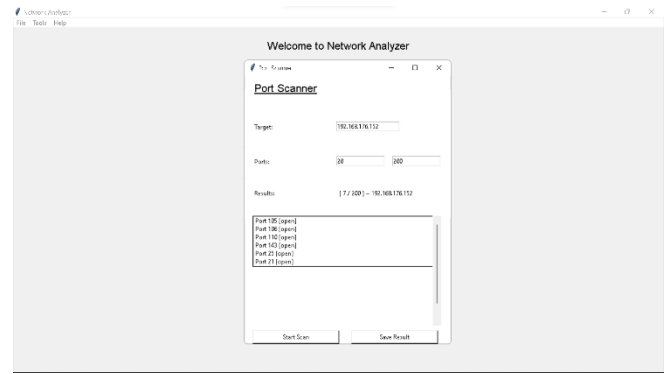 Network Analyzer
File Tools Help
Welcome to Network Analyzer
Port Scanner
Port Scanner
Target: 192.168.176.152
Ports: 20 200
Results: [ 7 / 200 ] ~ 192.168.176.152
Port 105 [open]
Port 106 [open]
Port 110 [open]
Port 143 [open]
Port 25 [open]
Port 21 [open]
Start Scan Save Result